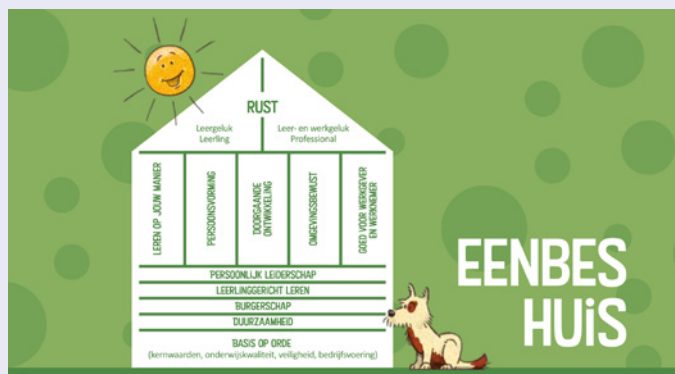 RUST
Leergeluk
Leerling
Leer- en werkgeluk
Professional
LEREN OP JOUW MANIER
PERSOONSVORMING
DOORGAANDE
ONTWIKKELING
OMGEVINGSBEWUST
GOED VOOR WERKGEVER
EN WERKNEMER
PERSOONLIJK LEIDERSCHAP
LEERLINGGERICHT LEREN
BURGERSCHAP
DUURZAAMHEID
BASIS OP ORDE
(kernwaarden, onderwijskwaliteit, veiligheid, bedrijfsvoering)
EENBES
HUiS